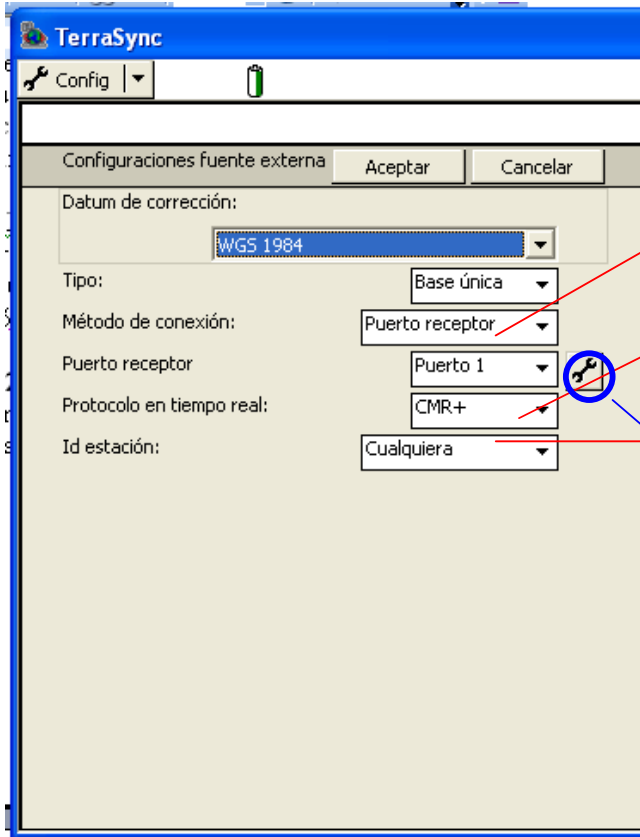 TerraSync
Config
Configuraciones fuente externa Aceptar Cancelar
Datum de corrección:
WGS 1984
Tipo: Base única
Método de conexión: Puerto receptor
Puerto receptor Puerto 1
Protocolo en tiempo real: CMR+
Id estación: Cualquiera